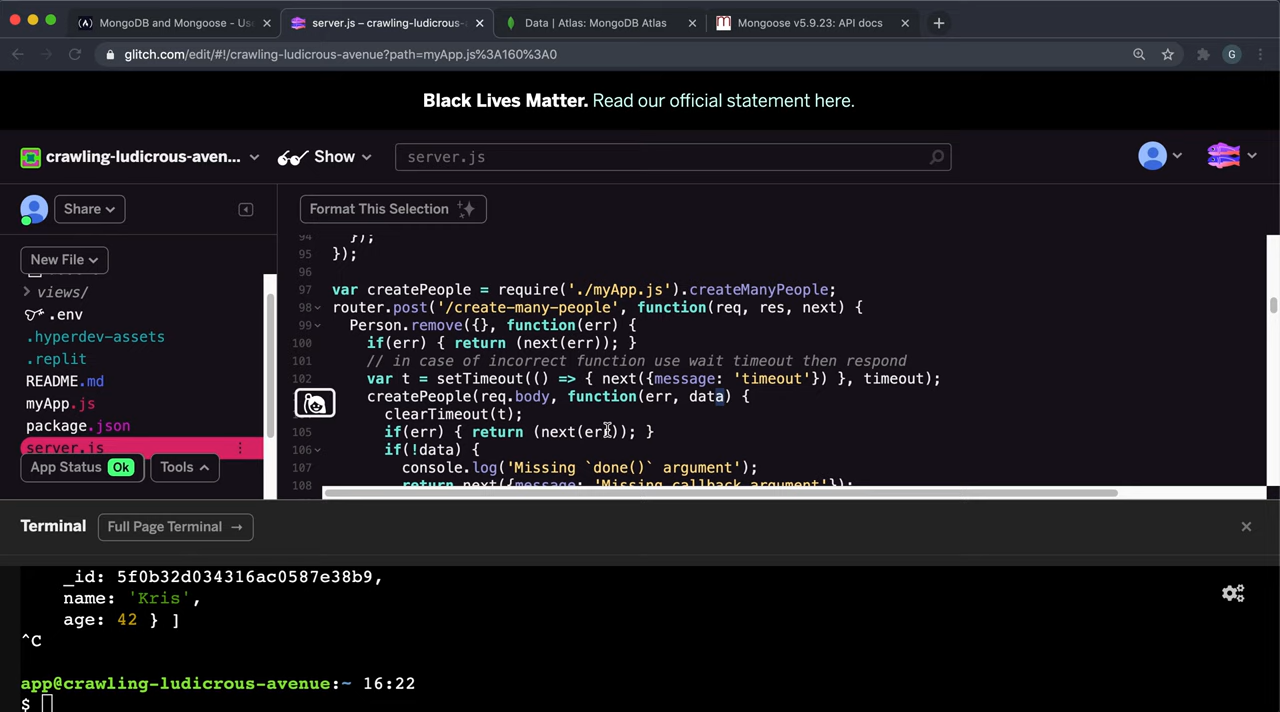 MongoDB and Mongoose - Use
server.js – crawling-ludicrous-
Data | Atlas: MongoDB Atlas
Mongoose v5.9.23: API docs
glitch.com/edit/#!/crawling-ludicrous-avenue?path=myApp.js%3A160%3A0
G
Black Lives Matter. Read our official statement here.
crawling-ludicrous-aven...
Show
server.js
Share
Format This Selection
New File
views/
.env
.hyperdev-assets
.replit
README.md
myApp.js
package.json
server.js
App Status Ok
Tools
94 });
95 });
96
97 var createPeople = require('./myApp.js').createManyPeople;
98 router.post('/create-many-people', function(req, res, next) {
99 Person.remove({}, function(err) {
100 if(err) { return (next(err)); }
101 // in case of incorrect function use wait timeout then respond
102 var t = setTimeout(() => { next({message: 'timeout'}) }, timeout);
createPeople(req.body, function(err, data) {
clearTimeout(t);
105 if(err) { return (next(err)); }
106 if(!data) {
107 console.log('Missing `done()` argument');
108 return next({message: 'Missing callback argument'});
Terminal
Full Page Terminal →
_id: 5f0b32d034316ac0587e38b9,
name: 'Kris',
age: 42 } ]
^C
app@crawling-ludicrous-avenue:~ 16:22
$